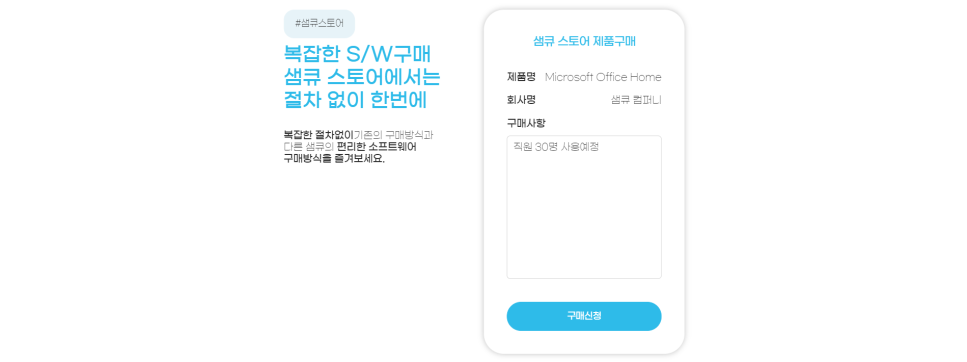 #샘큐스토어
복잡한 S/W구매
샘큐 스토어에서는
절차 없이 한번에
복잡한 절차없이기존의 구매방식과
다른 샘큐의 편리한 소프트웨어
구매방식을 즐겨보세요.
샘큐 스토어 제품구매
제품명 Microsoft Office Home
회사명 샘큐 컴퍼니
구매사항
직원 30명 사용예정
구매신청